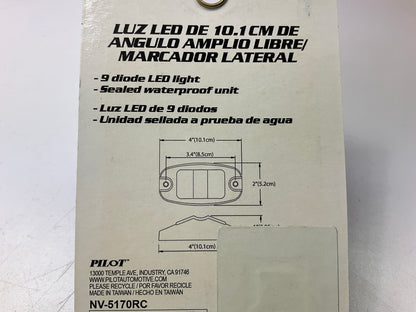 LUZ LED DE 10.1CM DE
ANGULO AMPLIO LIBRE/
MARCADOR LATERAL
- 9 diode LED light
- Sealed waterproof unit
- Luz LED de 9 diodos
- Unidad sellada a prueba de agua
4"(10.1cm)
3.4"(8.5cm)
2"(5.2cm)
4"(10.1
PILOT
13000 TEMPLE AVE, INDUSTRY, CA 91746
WWW.PILOTAUTOMOTIVE.COM
PLEASE RECYCLE / POR FAVOR RECICLE
MADE IN TAIWAN / HECHO EN TAIWÁN
NV-5170RC